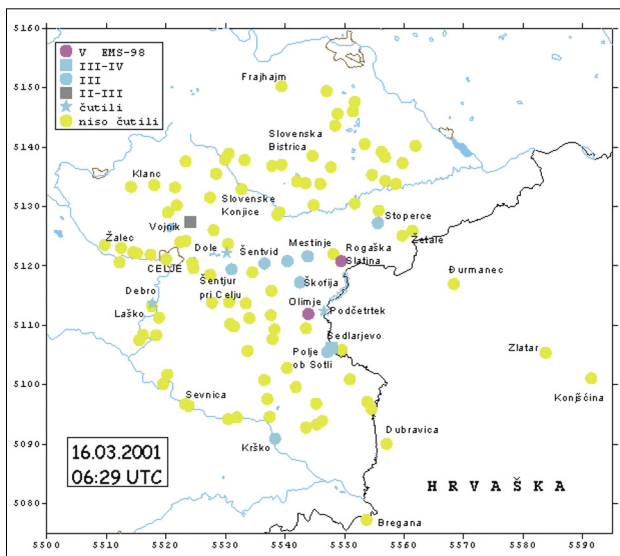 5160
5150
5140
5130
5120
5110
5100
5090
5080
V EMS-98
III-IV
III
II-III
čutili
niso čutili
Frajhajm
Slovenska
Bistrica
Klanc
Slovenske
Konjice
Stoperce
Vojnik
Žalec
Dole
Šentvid
Mestinje
Rogaška
Slatina
Žetale
CELJE
Đurmanec
Debro
Šentjur
pri Celju
Škofija
Olimje
Podčetrtek
Laško
Sedlarjevo
Polje
ob Sotli
Zlatar
Konjšćina
Sevnica
Dubravica
Krško
16.03.2001
06:29 UTC
HRVAŠKA
Bregana
5500 5510 5520 5530 5540 5550 5560 5570 5580 5590